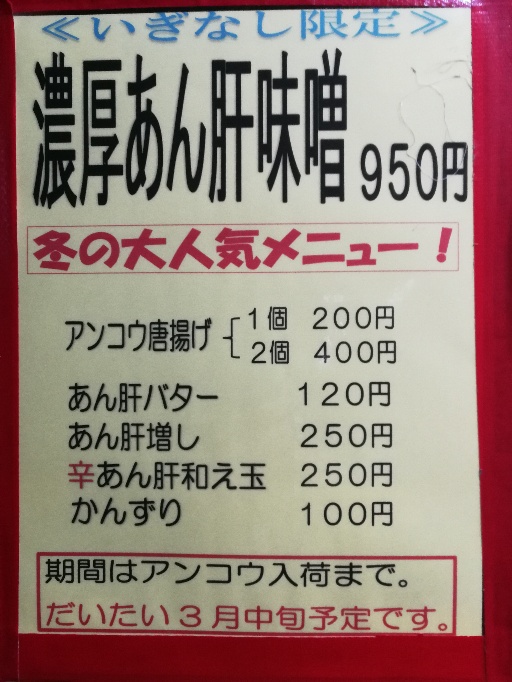 ≪いぎなし限定≫
濃厚あん肝味噌 950円
冬の大人気メニュー！
アンコウ唐揚げ { 1個 200円
2個 400円
あん肝バター 120円
あん肝増し 250円
辛あん肝和え玉 250円
かんずり 100円
期間はアンコウ入荷まで。
だいたい3月中旬予定です。